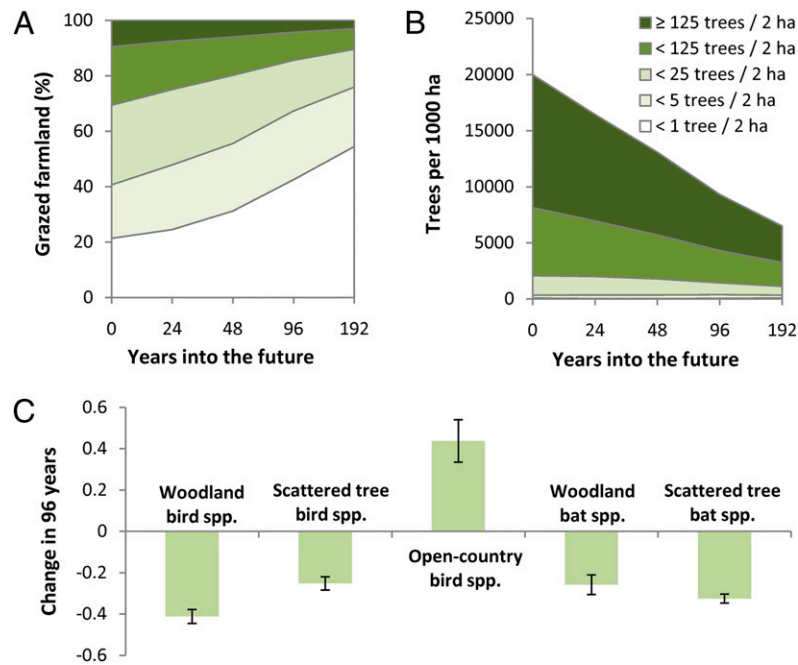 A
Grazed farmland (%)
100
80
60
40
20
0
0 24 48 96 192
Years into the future
B
Trees per 1000 ha
25000
20000
15000
10000
5000
0
≥ 125 trees / 2 ha
< 125 trees / 2 ha
< 25 trees / 2 ha
< 5 trees / 2 ha
< 1 tree / 2 ha
0 24 48 96 192
Years into the future
C
Change in 96 years
0.6
0.4
0.2
0
-0.2
-0.4
-0.6
Woodland
bird spp.
Scattered tree
bird spp.
Open-country
bird spp.
Woodland
bat spp.
Scattered tree
bat spp.